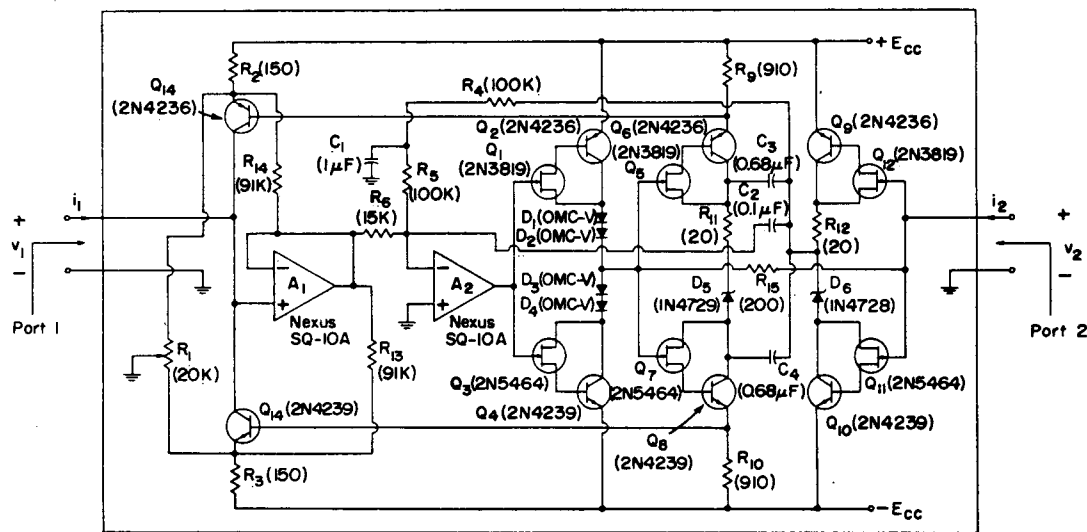 + E_CC
R2 (150)
R9 (910)
R4 (100K)
Q14
(2N4236)
Q2 (2N4236)
Q6 (2N4236)
Q9 (2N4236)
C3
(0.68μF)
Q1
(2N3819)
(2N3819)
Q12 (2N3819)
C1
(1μF)
R14
(91K)
R5
(100K)
Q5
C2
(0.1μF)
R6
(15K)
D1 (OMC-V)
D2 (OMC-V)
R11
(20)
R12
(20)
i1
i2
+
v1
-
Port 1
+
v2
-
Port 2
-
A1
+
Nexus
SQ-10A
-
A2
+
Nexus
SQ-10A
D3 (OMC-V)
D4 (OMC-V)
D5
(1N4729)
R15
(200)
D6
(1N4728)
R1
(20K)
R13
(91K)
C4
(0.68μF)
Q3 (2N5464)
Q7
(2N5464)
Q11 (2N5464)
Q14 (2N4239)
Q4 (2N4239)
Q8
(2N4239)
Q10 (2N4239)
R3 (150)
R10
(910)
- E_CC